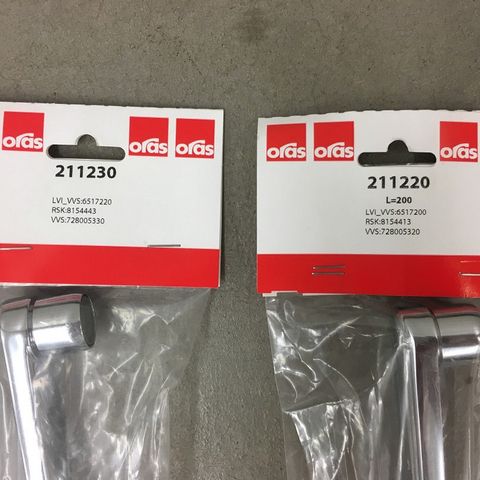 oras oras oras
211230
LVI_VVS:6517220
RSK:8154443
VVS:728005330
oras oras oras
211220
L=200
LVI_VVS:6517200
RSK:8154413
VVS:728005320